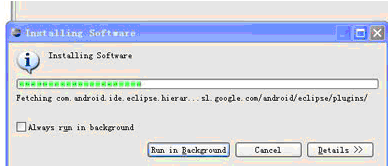 Installing Software
Installing Software
Fetching com.android.ide.eclipse.hierar...sl.google.com/android/eclipse/plugins/
Always run in background
Run in Background
Cancel
Details >>